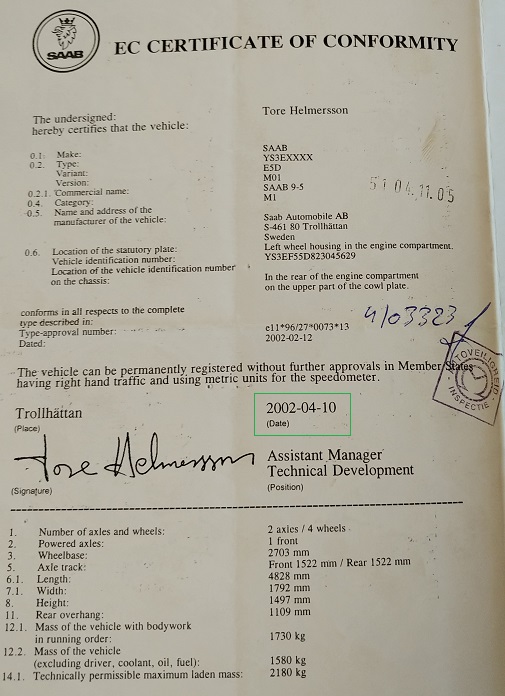 SAAB
EC CERTIFICATE OF CONFORMITY
The undersigned: Tore Helmersson
hereby certifies that the vehicle:
0.1. Make: SAAB
0.2. Type: YS3EXXXX
Variant: E5D
Version: M01
0.2.1. Commercial name: SAAB 9-5
0.4. Category: M1
51 04.11.05
0.5. Name and address of the manufacturer of the vehicle: Saab Automobile AB
S-461 80 Trollhättan
Sweden
0.6. Location of the statutory plate: Left wheel housing in the engine compartment.
Vehicle identification number: YS3EF55D823045629
Location of the vehicle identification number In the rear of the engine compartment
on the chassis: on the upper part of the cowl plate.
conforms in all respects to the complete
type described in:
4/03323
Type-approval number: e11*96/27*0073*13
Dated: 2002-02-12
The vehicle can be permanently registered without further approvals in Member States
having right hand traffic and using metric units for the speedometer.
AUTOVEILIGHEID
INSPECTIE
Trollhättan 2002-04-10
(Place) (Date)
Tore Helmersson Assistant Manager
Technical Development
(Signature) (Position)
1. Number of axles and wheels: 2 axles / 4 wheels
2. Powered axles: 1 front
3. Wheelbase: 2703 mm
5. Axle track: Front 1522 mm / Rear 1522 mm
6.1. Length: 4828 mm
7.1. Width: 1792 mm
8. Height: 1497 mm
11. Rear overhang: 1109 mm
12.1. Mass of the vehicle with bodywork
in running order: 1730 kg
12.2. Mass of the vehicle
(excluding driver, coolant, oil, fuel): 1580 kg
14.1. Technically permissible maximum laden mass: 2180 kg